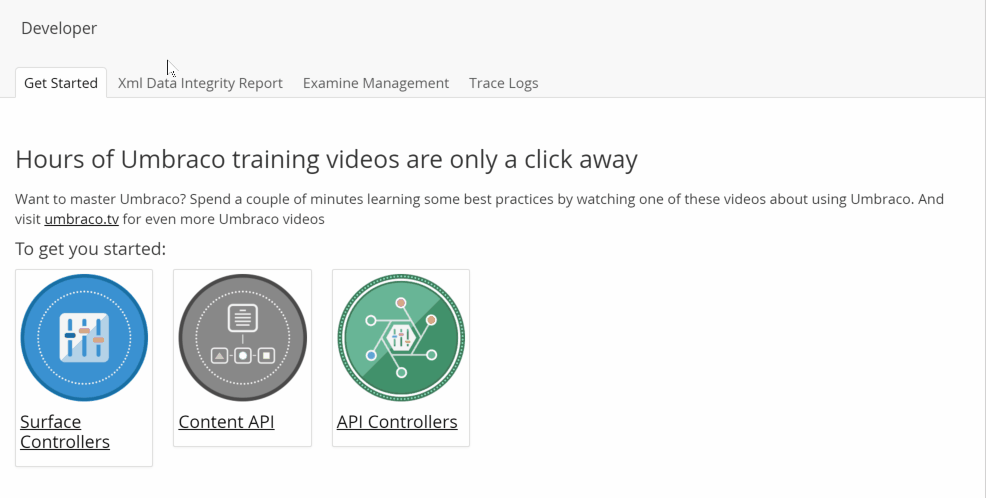 Developer
Get Started Xml Data Integrity Report Examine Management Trace Logs
Hours of Umbraco training videos are only a click away
Want to master Umbraco? Spend a couple of minutes learning some best practices by watching one of these videos about using Umbraco. And
visit umbraco.tv for even more Umbraco videos
To get you started:
Surface
Controllers
Content API
API Controllers